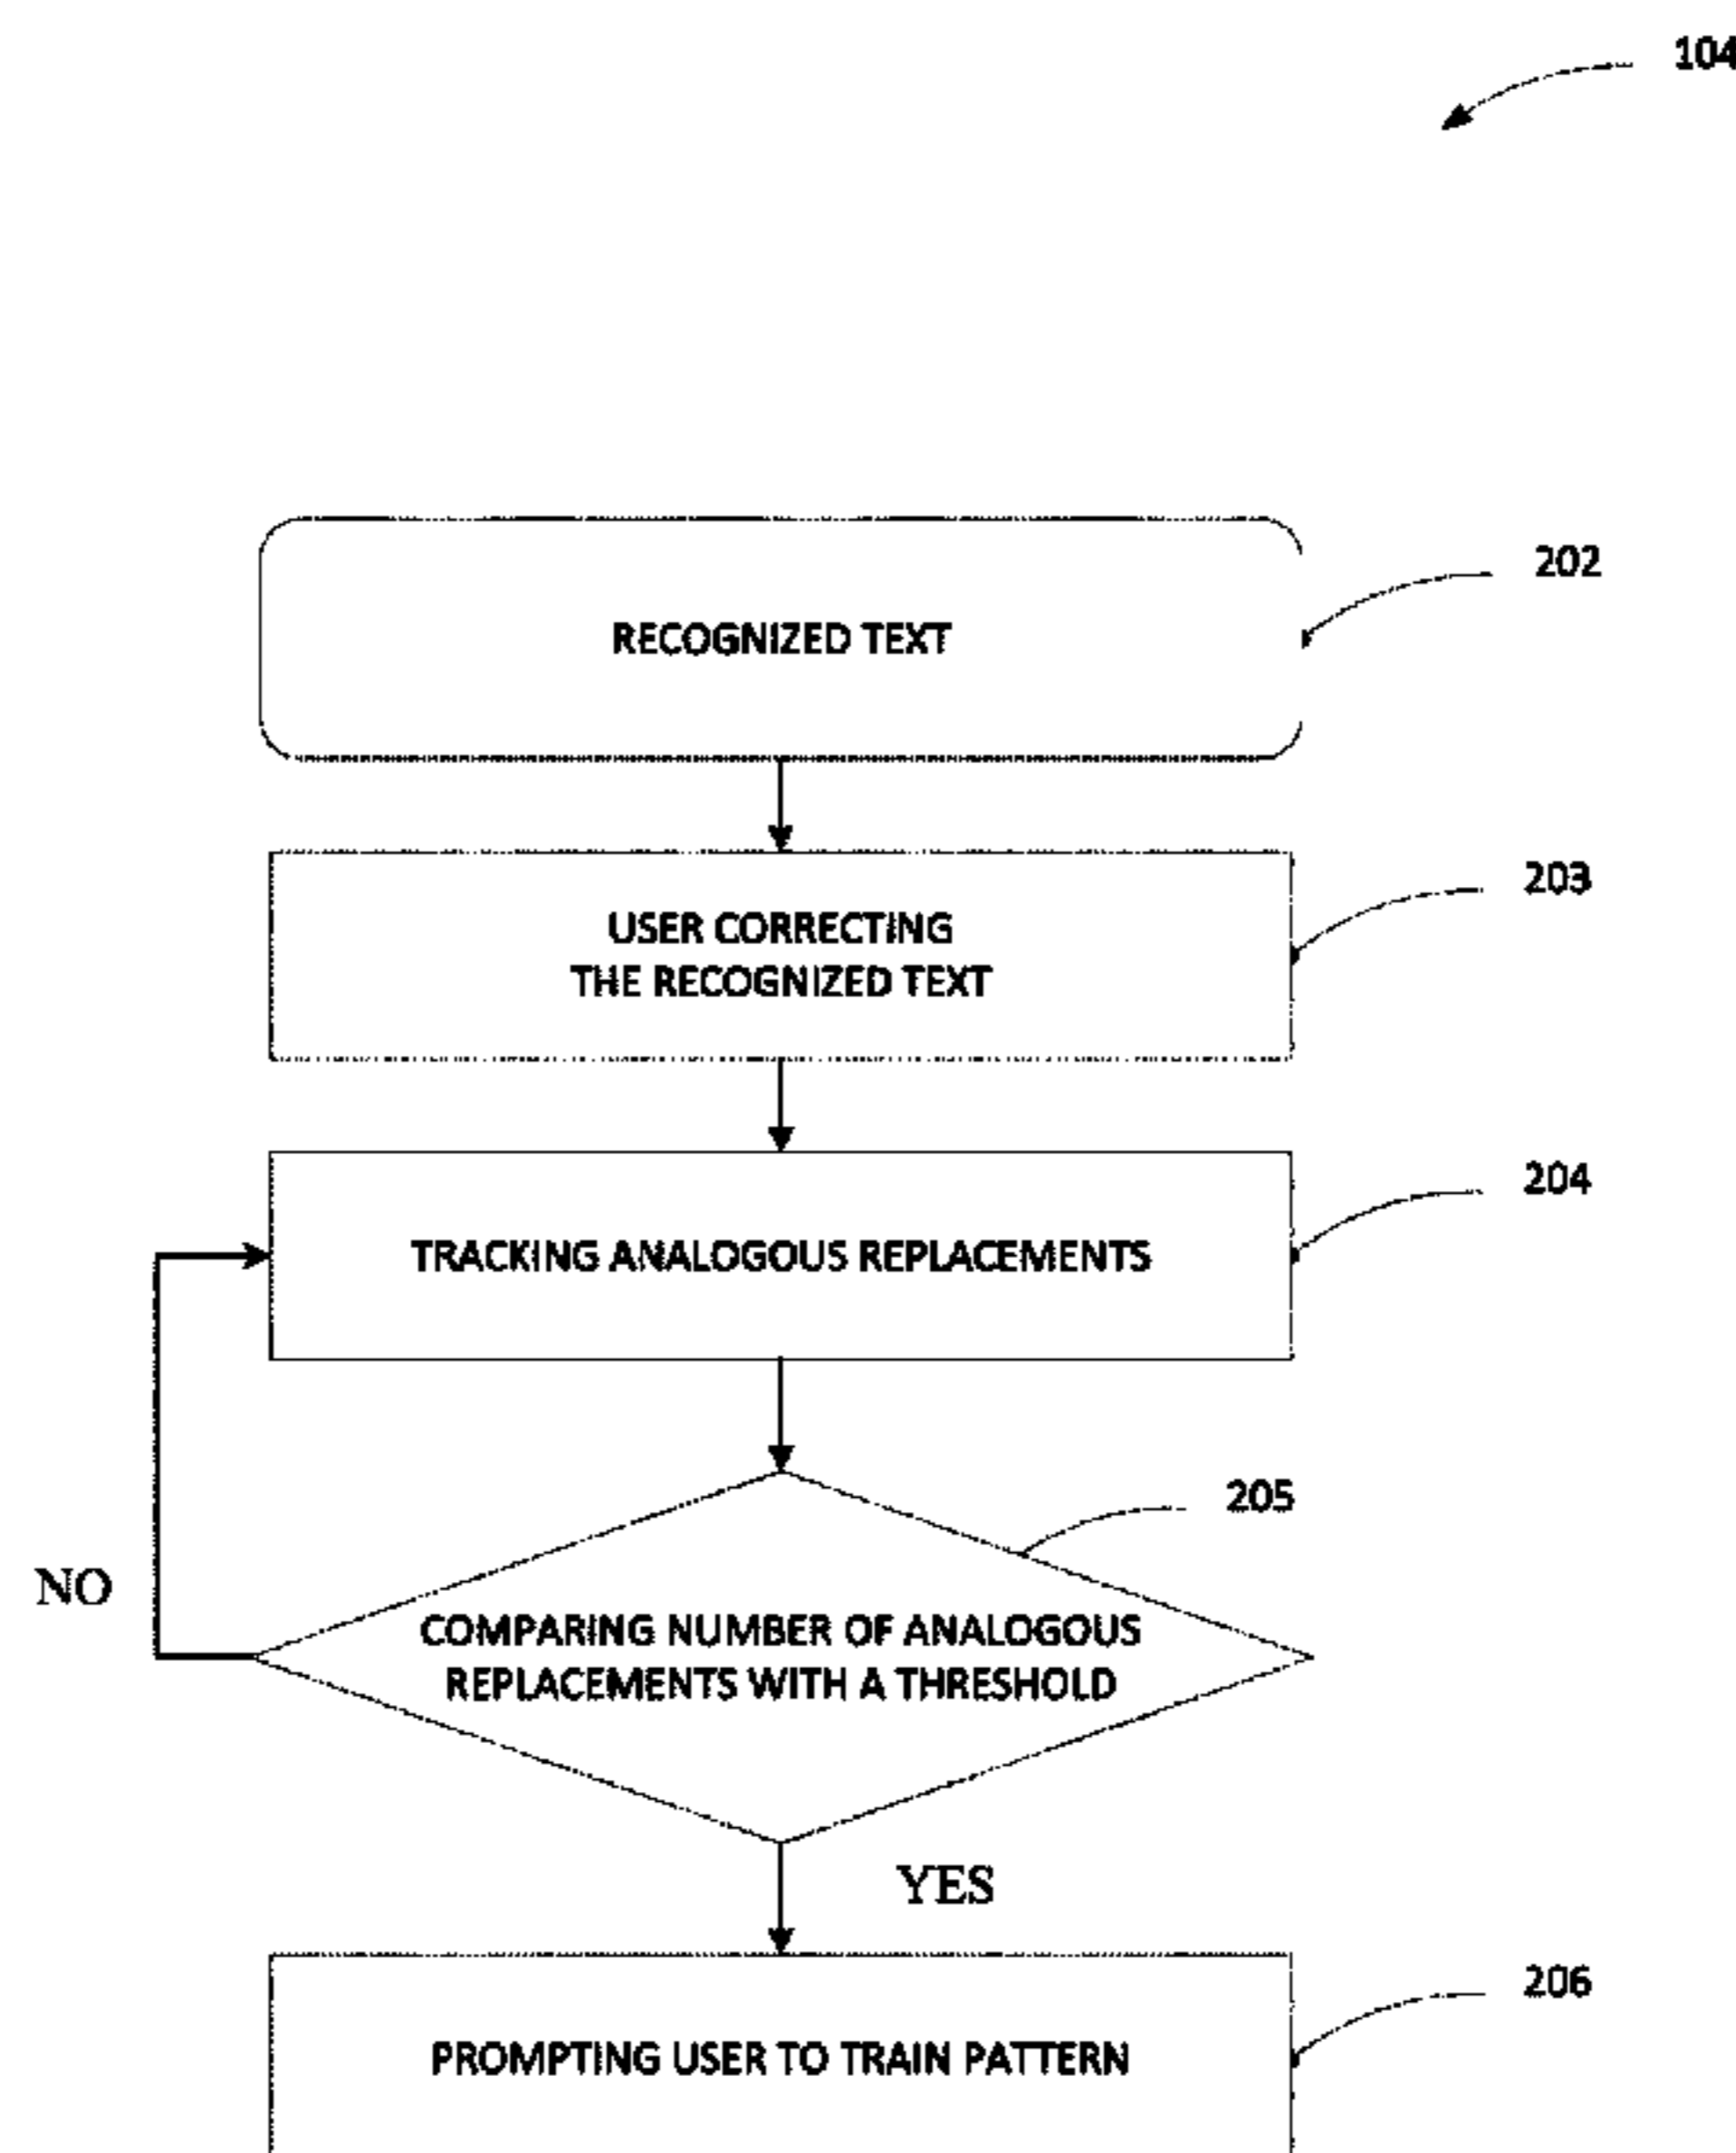 104
202
RECOGNIZED TEXT
203
USER CORRECTING
THE RECOGNIZED TEXT
204
TRACKING ANALOGOUS REPLACEMENTS
205
NO
COMPARING NUMBER OF ANALOGOUS
REPLACEMENTS WITH A THRESHOLD
YES
206
PROMPTING USER TO TRAIN PATTERN